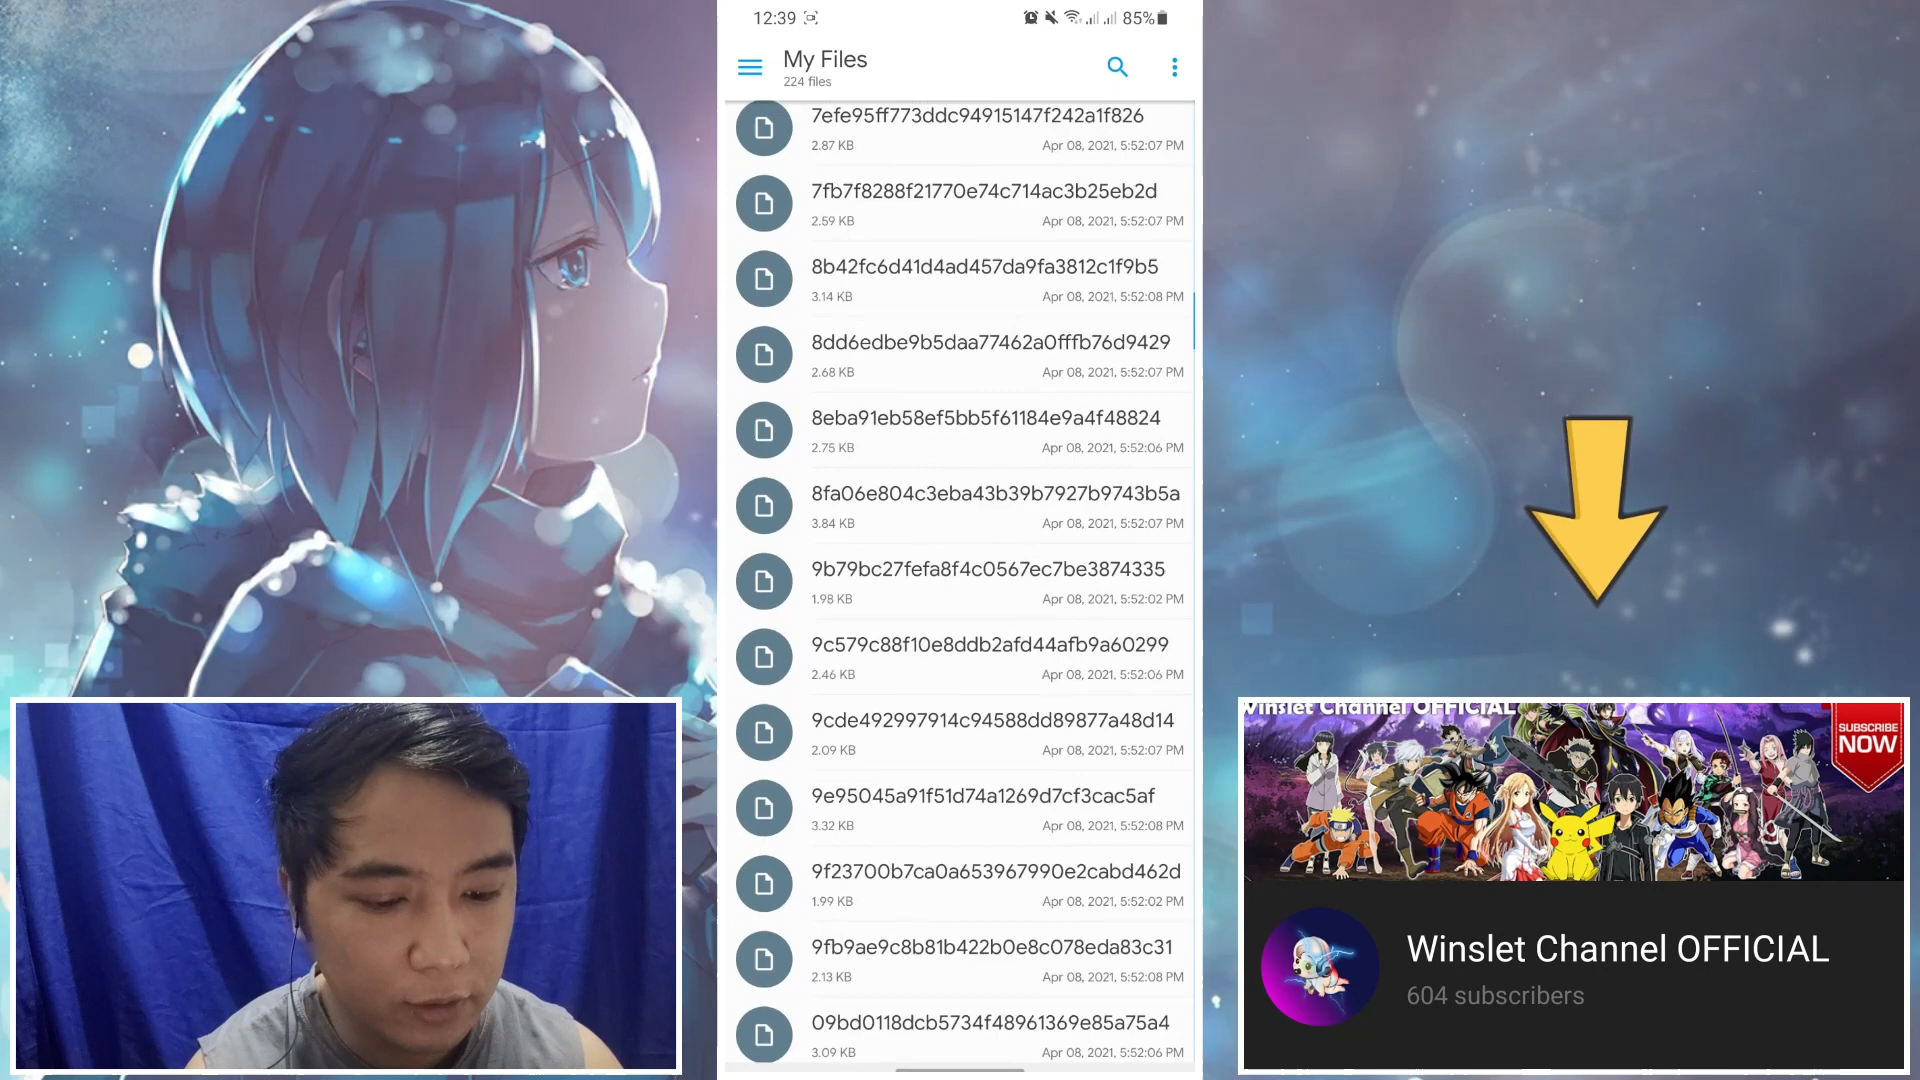 12:39
85%
My Files
224 files
7efe95ff773ddc94915147f242a1f826
2.87 KB Apr 08, 2021, 5:52:07 PM
7fb7f8288f21770e74c714ac3b25eb2d
2.59 KB Apr 08, 2021, 5:52:07 PM
8b42fc6d41d4ad457da9fa3812c1f9b5
3.14 KB Apr 08, 2021, 5:52:08 PM
8dd6edbe9b5daa77462a0fffb76d9429
2.68 KB Apr 08, 2021, 5:52:07 PM
8eba91eb58ef5bb5f61184e9a4f48824
2.75 KB Apr 08, 2021, 5:52:06 PM
8fa06e804c3eba43b39b7927b9743b5a
3.84 KB Apr 08, 2021, 5:52:07 PM
9b79bc27fefa8f4c0567ec7be3874335
1.98 KB Apr 08, 2021, 5:52:02 PM
9c579c88f10e8ddb2afd44afb9a60299
2.46 KB Apr 08, 2021, 5:52:06 PM
9cde492997914c94588dd89877a48d14
2.09 KB Apr 08, 2021, 5:52:07 PM
9e95045a91f51d74a1269d7cf3cac5af
3.32 KB Apr 08, 2021, 5:52:08 PM
9f23700b7ca0a653967990e2cabd462d
1.99 KB Apr 08, 2021, 5:52:02 PM
9fb9ae9c8b81b422b0e8c078eda83c31
2.13 KB Apr 08, 2021, 5:52:08 PM
09bd0118dcb5734f48961369e85a75a4
3.09 KB Apr 08, 2021, 5:52:06 PM
Winslet Channel OFFICIAL
SUBSCRIBE
NOW
Winslet Channel OFFICIAL
604 subscribers